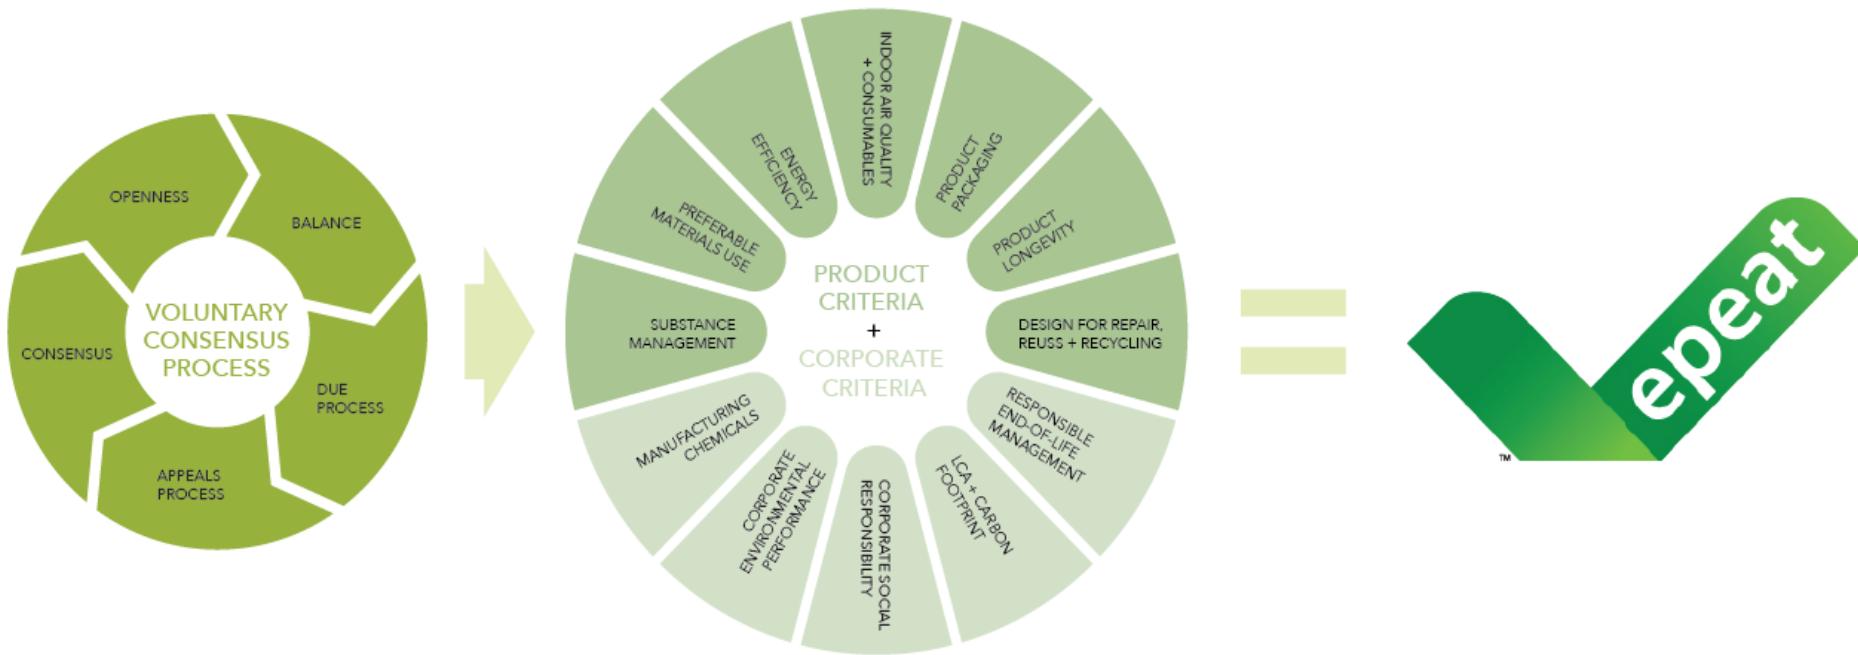 OPENNESS
BALANCE
DUE
PROCESS
APPEALS
PROCESS
CONSENSUS
VOLUNTARY
CONSENSUS
PROCESS
INDOOR AIR QUALITY
+ CONSUMABLES
PRODUCT
PACKAGING
PRODUCT
LONGEVITY
DESIGN FOR REPAIR,
REUSS + RECYCLING
RESPONSIBLE
END-OF-LIFE
MANAGEMENT
LCA + CARBON
FOOTPRINT
CORPORATE SOCIAL
RESPONSIBILITY
CORPORATE
ENVIRONMENTAL
PERFORMANCE
MANUFACTURING
CHEMICALS
SUBSTANCE
MANAGEMENT
PREFERABLE
MATERIALS USE
ENERGY
EFFICIENCY
PRODUCT
CRITERIA
+
CORPORATE
CRITERIA
epeat
TM